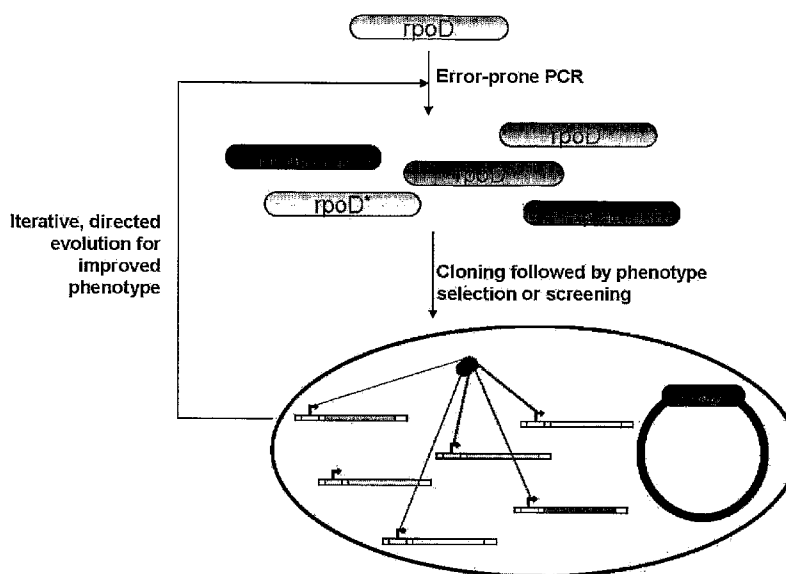 rpoD
Error-prone PCR
rpoD
rpoD
rpoD*
Iterative, directed
evolution for
improved
phenotype
Cloning followed by phenotype
selection or screening